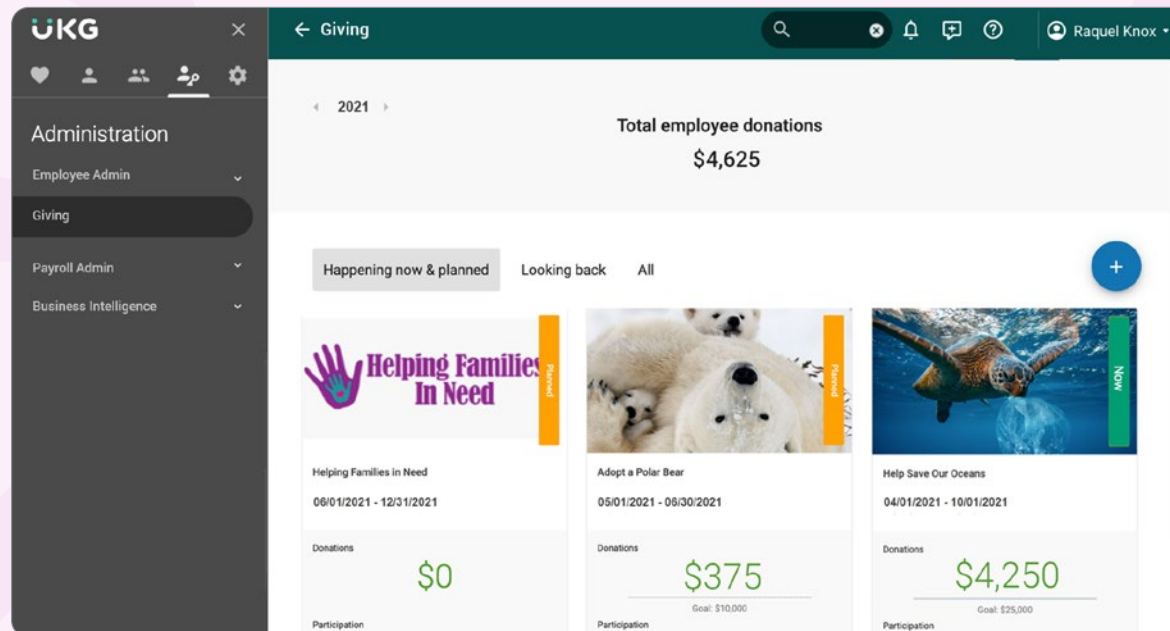 UKG
Giving
Raquel Knox
Administration
Employee Admin
Giving
Payroll Admin
Business Intelligence
2021
Total employee donations
$4,625
Happening now & planned
Looking back
All
Helping Families
In Need
Planned
Planned
Now
Helping Families in Need
06/01/2021 - 12/31/2021
Donations
$0
Participation
Adopt a Polar Bear
05/01/2021 - 06/30/2021
Donations
$375
Goal: $10,000
Participation
Help Save Our Oceans
04/01/2021 - 10/01/2021
Donations
$4,250
Goal: $25,000
Participation